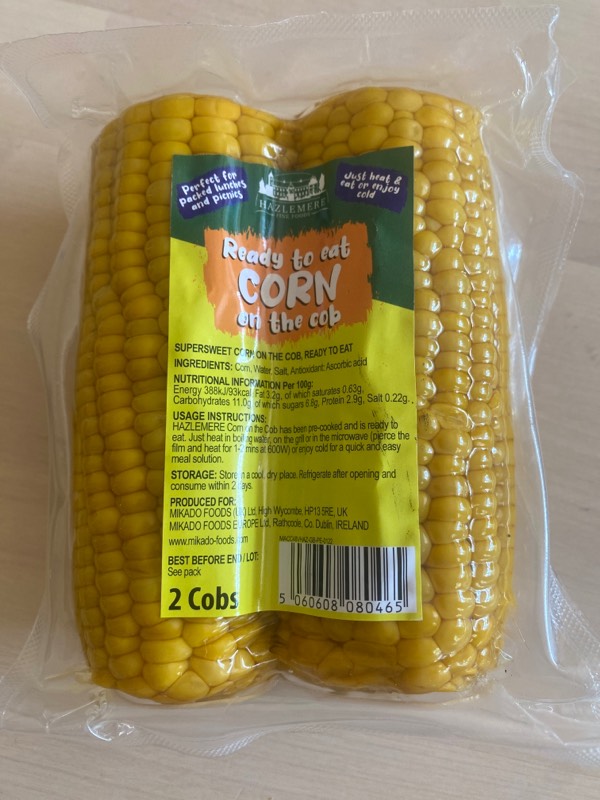 Perfect for
packed lunches
and picnics
HAZLEMERE
FINE FOODS
Just heat &
eat or enjoy
cold
Ready to eat
CORN
on the cob
SUPERSWEET CORN ON THE COB, READY TO EAT
INGREDIENTS: Corn, Water, Salt, Antioxidant: Ascorbic acid
NUTRITIONAL INFORMATION Per 100g:
Energy 388kJ/93kcal, Fat 3.2g, of which saturates 0.63g,
Carbohydrates 11.0g, of which sugars 6.8g, Protein 2.9g, Salt 0.22g.
USAGE INSTRUCTIONS:
HAZLEMERE Corn on the Cob has been pre-cooked and is ready to
eat. Just heat in boiling water, on the grill or in the microwave (pierce the
film and heat for 1-2 mins at 600W) or enjoy cold for a quick and easy
meal solution.
STORAGE: Store in a cool, dry place. Refrigerate after opening and
consume within 2 days.
PRODUCED FOR:
MIKADO FOODS (UK) Ltd, High Wycombe, HP13 5RE, UK
MIKADO FOODS EUROPE Ltd, Rathcoole, Co. Dublin, IRELAND
www.mikado-foods.com
BEST BEFORE END/LOT:
See pack
2 Cobs
5 060608 080465